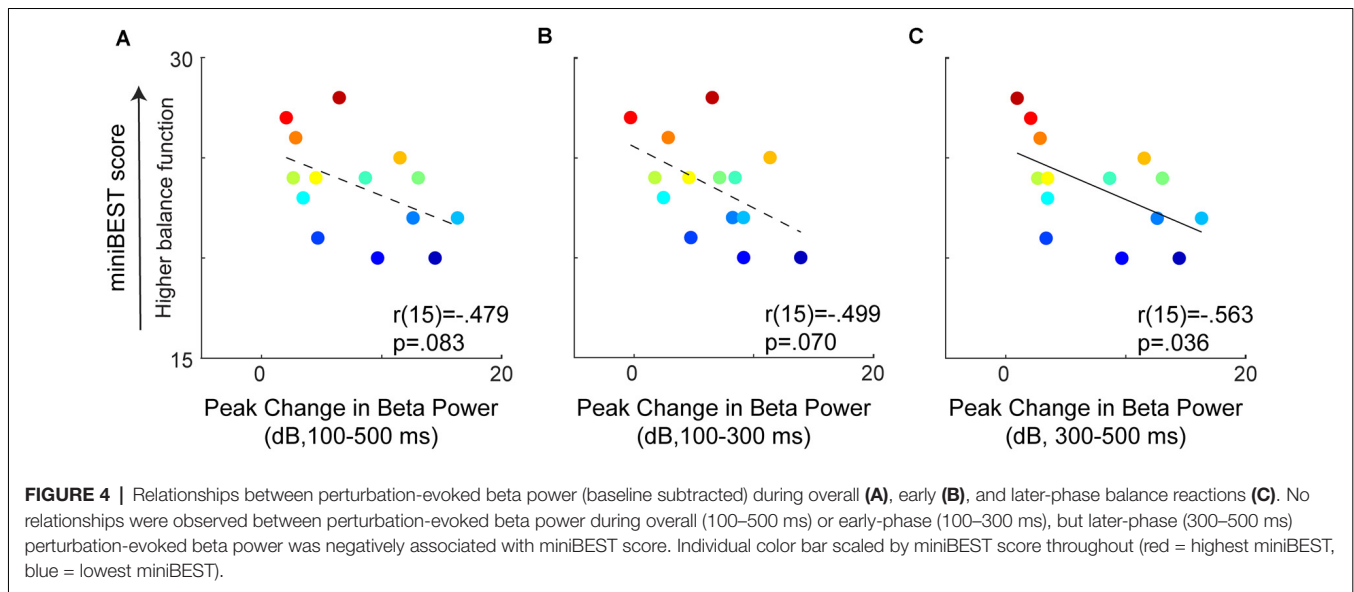 A
B
C
30
15
miniBEST score
Higher balance function
r(15)=-.479
p=.083
0
20
Peak Change in Beta Power
(dB,100-500 ms)
r(15)=-.499
p=.070
0
20
Peak Change in Beta Power
(dB,100-300 ms)
r(15)=-.563
p=.036
0
20
Peak Change in Beta Power
(dB, 300-500 ms)
FIGURE 4 | Relationships between perturbation-evoked beta power (baseline subtracted) during overall (A), early (B), and later-phase balance reactions (C). No
relationships were observed between perturbation-evoked beta power during overall (100–500 ms) or early-phase (100–300 ms), but later-phase (300–500 ms)
perturbation-evoked beta power was negatively associated with miniBEST score. Individual color bar scaled by miniBEST score throughout (red = highest miniBEST,
blue = lowest miniBEST).